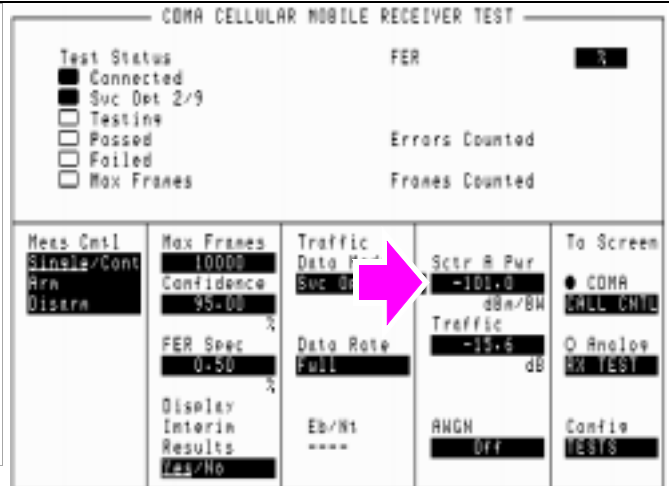 CDMA CELLULAR MOBILE RECEIVER TEST
Test Status
Connected
Svc Opt 2/9
Testing
Passed
Failed
Max Frames
FER
%
Errors Counted
Frames Counted
Meas Cntl
Single/Cont
Arm
Disarm
Max Frames
10000
Confidence
95.00
%
FER Spec
0.50
%
Display
Interim
Results
Yes/No
Traffic
Data
Svc
Data Rate
Full
Eb/Nt
----
Sctr A Pwr
-101.0
dBm/BW
Traffic
-15.6
dB
AWGN
Off
To Screen
CDMA
CALL CNTL
Analog
RX TEST
Config
TESTS